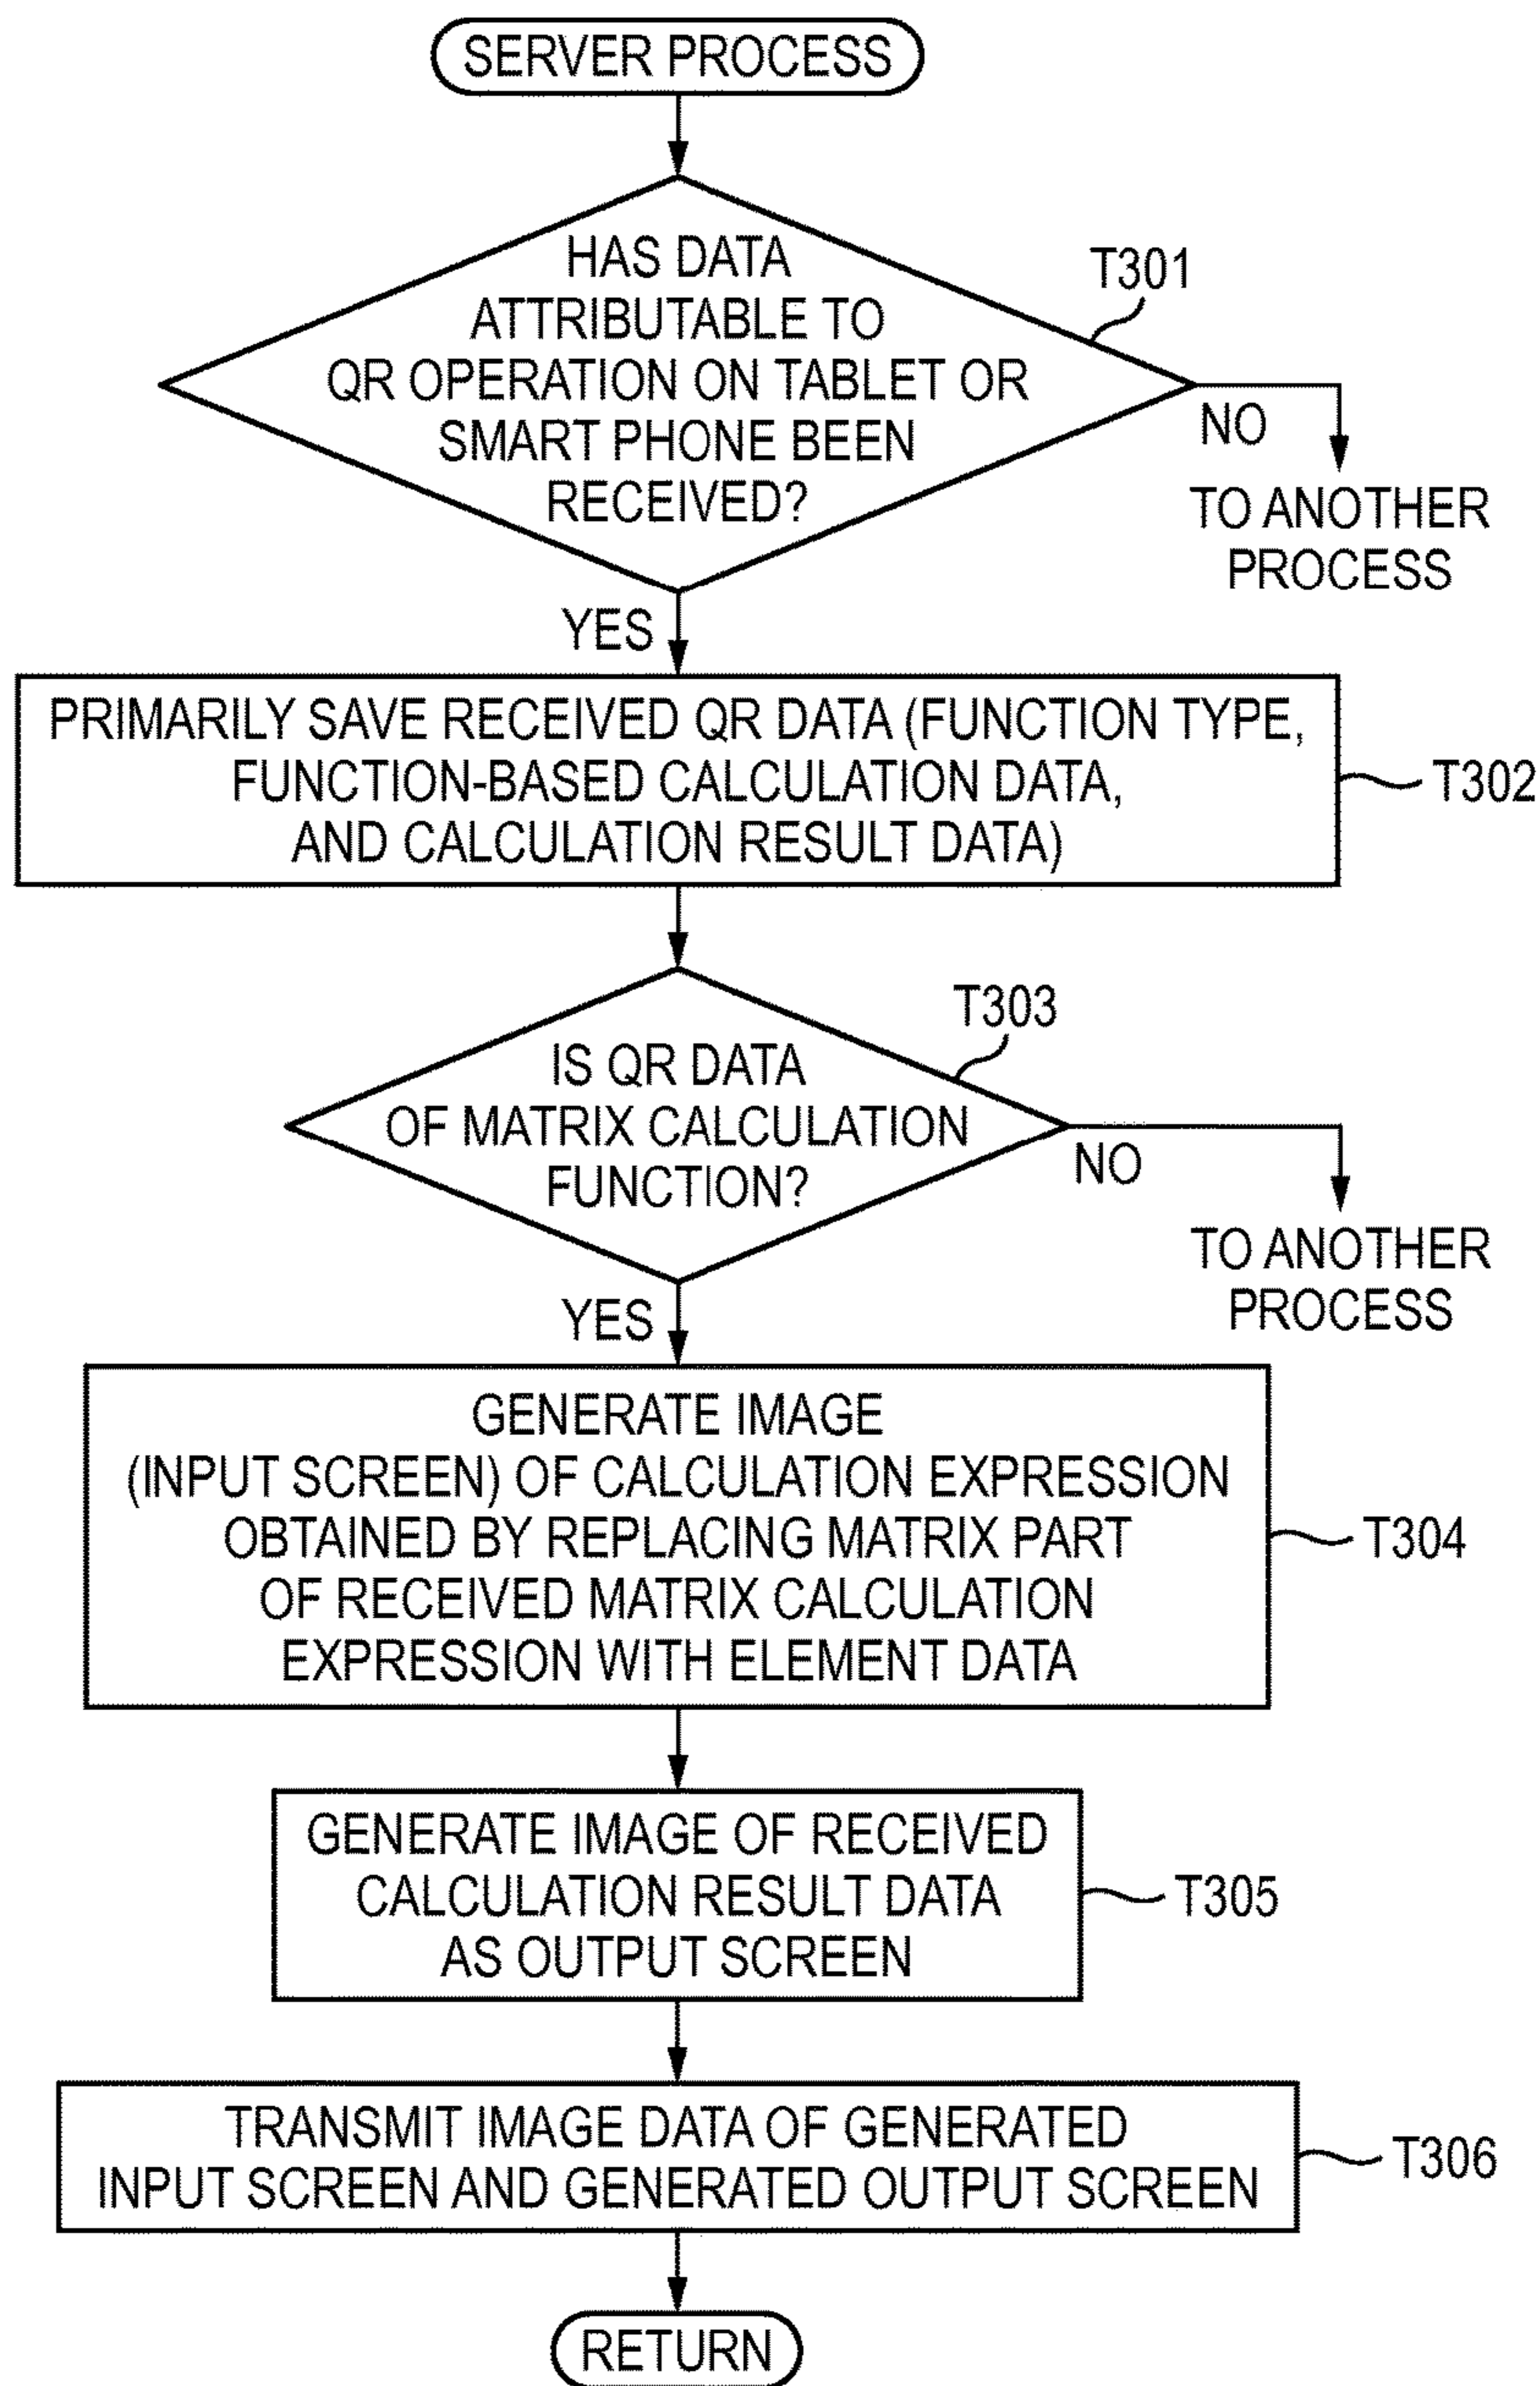 SERVER PROCESS
HAS DATA
ATTRIBUTABLE TO
QR OPERATION ON TABLET OR
SMART PHONE BEEN
RECEIVED?
T301
NO
TO ANOTHER
PROCESS
YES
PRIMARILY SAVE RECEIVED QR DATA (FUNCTION TYPE,
FUNCTION-BASED CALCULATION DATA,
AND CALCULATION RESULT DATA)
T302
IS QR DATA
OF MATRIX CALCULATION
FUNCTION?
T303
NO
TO ANOTHER
PROCESS
YES
GENERATE IMAGE
(INPUT SCREEN) OF CALCULATION EXPRESSION
OBTAINED BY REPLACING MATRIX PART
OF RECEIVED MATRIX CALCULATION
EXPRESSION WITH ELEMENT DATA
T304
GENERATE IMAGE OF RECEIVED
CALCULATION RESULT DATA
AS OUTPUT SCREEN
T305
TRANSMIT IMAGE DATA OF GENERATED
INPUT SCREEN AND GENERATED OUTPUT SCREEN
T306
RETURN